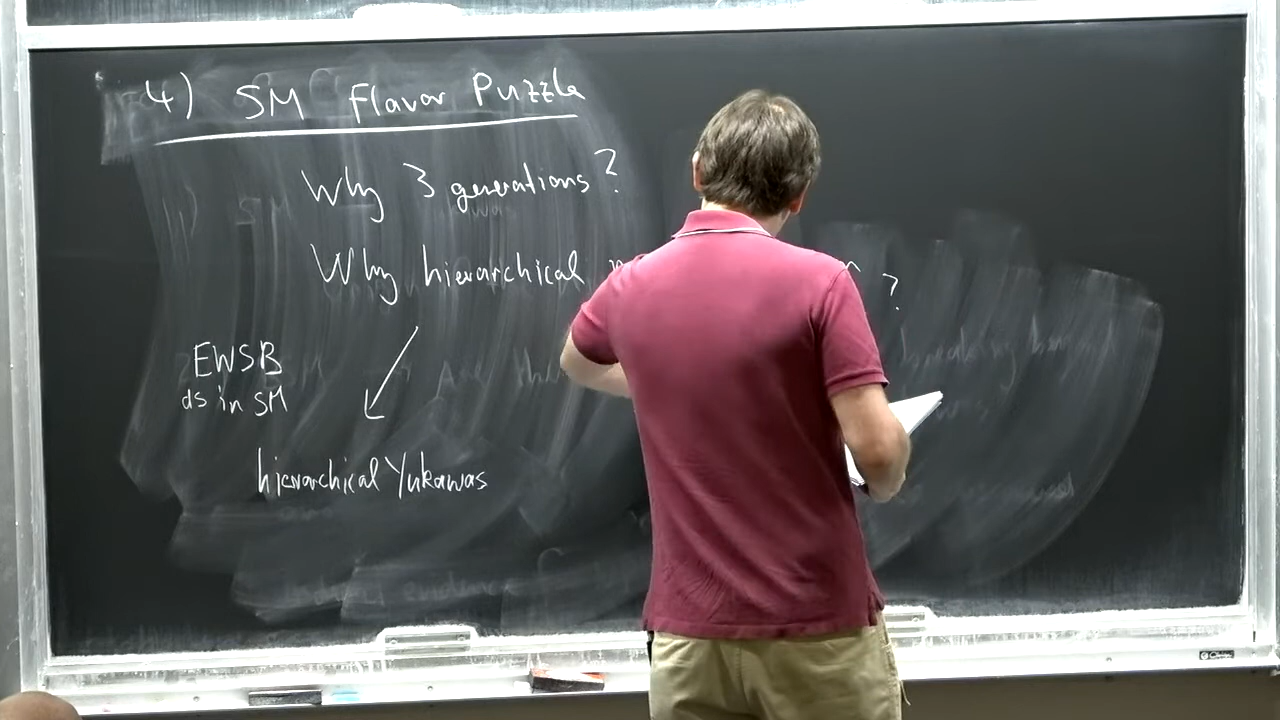 4) SM Flavor Puzzle
Why 3 generations?
Why hierarchical ?
EWSB
as in SM
hierarchical Yukawas